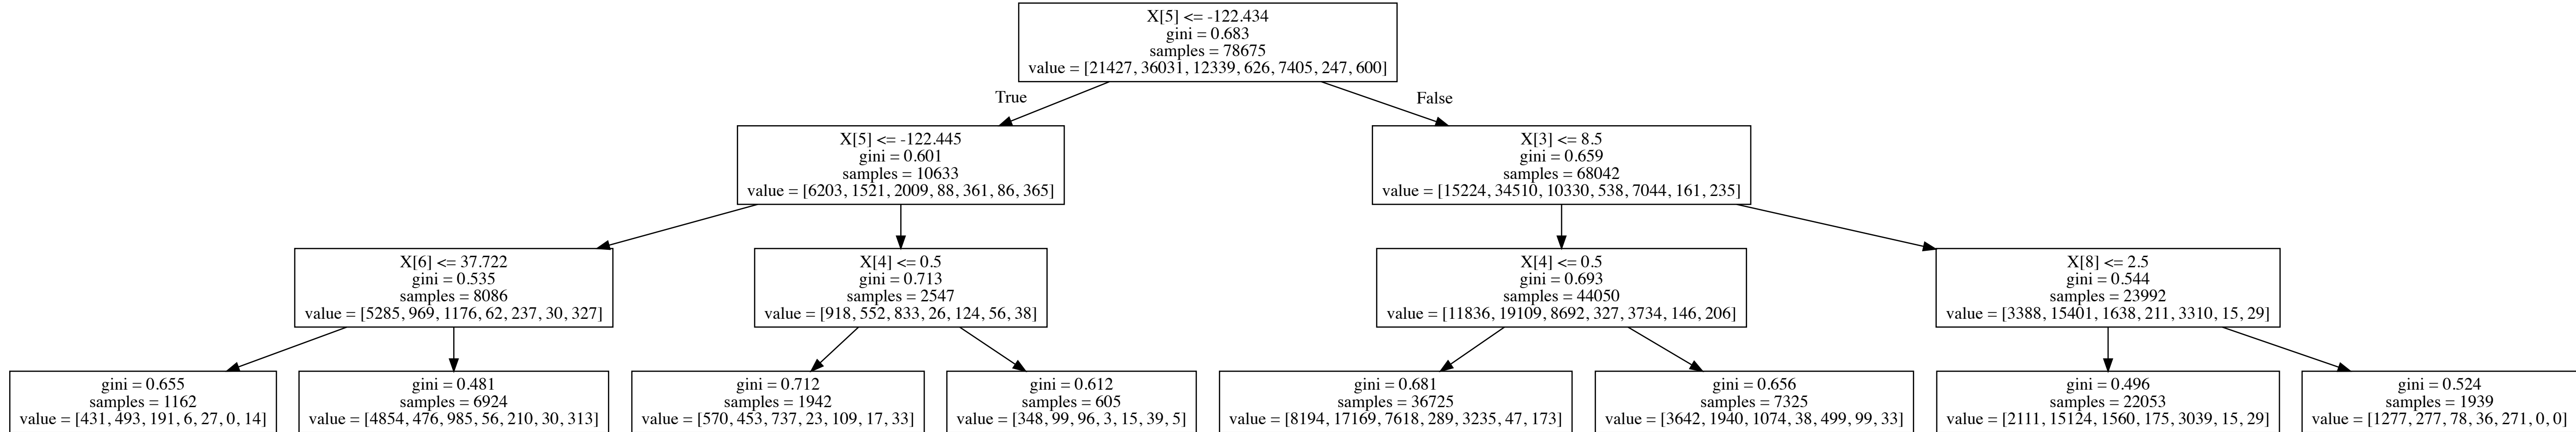 X[5] <= -122.434
gini = 0.683
samples = 78675
value = [21427, 36031, 12339, 626, 7405, 247, 600]
True
False
X[5] <= -122.445
gini = 0.601
samples = 10633
value = [6203, 1521, 2009, 88, 361, 86, 365]
X[3] <= 8.5
gini = 0.659
samples = 68042
value = [15224, 34510, 10330, 538, 7044, 161, 235]
X[6] <= 37.722
gini = 0.535
samples = 8086
value = [5285, 969, 1176, 62, 237, 30, 327]
X[4] <= 0.5
gini = 0.713
samples = 2547
value = [918, 552, 833, 26, 124, 56, 38]
X[4] <= 0.5
gini = 0.693
samples = 44050
value = [11836, 19109, 8692, 327, 3734, 146, 206]
X[8] <= 2.5
gini = 0.544
samples = 23992
value = [3388, 15401, 1638, 211, 3310, 15, 29]
gini = 0.655
samples = 1162
value = [431, 493, 191, 6, 27, 0, 14]
gini = 0.481
samples = 6924
value = [4854, 476, 985, 56, 210, 30, 313]
gini = 0.712
samples = 1942
value = [570, 453, 737, 23, 109, 17, 33]
gini = 0.612
samples = 605
value = [348, 99, 96, 3, 15, 39, 5]
gini = 0.681
samples = 36725
value = [8194, 17169, 7618, 289, 3235, 47, 173]
gini = 0.656
samples = 7325
value = [3642, 1940, 1074, 38, 499, 99, 33]
gini = 0.496
samples = 22053
value = [2111, 15124, 1560, 175, 3039, 15, 29]
gini = 0.524
samples = 1939
value = [1277, 277, 78, 36, 271, 0, 0]